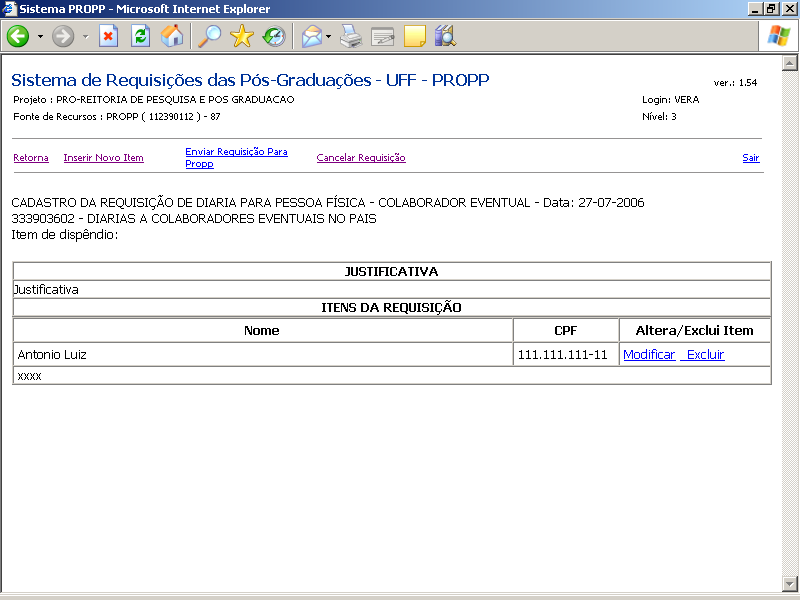 Sistema PROPP - Microsoft Internet Explorer
Sistema de Requisições das Pós-Graduações - UFF - PROPP
ver.: 1.54
Projeto : PRO-REITORIA DE PESQUISA E POS GRADUACAO
Login: VERA
Fonte de Recursos : PROPP ( 112390112 ) - 87
Nível: 3
Retorna
Inserir Novo Item
Enviar Requisição Para
Propp
Cancelar Requisição
Sair
CADASTRO DA REQUISIÇÃO DE DIARIA PARA PESSOA FÍSICA - COLABORADOR EVENTUAL - Data: 27-07-2006
333903602 - DIARIAS A COLABORADORES EVENTUAIS NO PAIS
Item de dispêndio:
JUSTIFICATIVA
Justificativa
ITENS DA REQUISIÇÃO
Nome CPF Altera/Exclui Item
Antonio Luiz 111.111.111-11 Modificar Excluir
xxxx